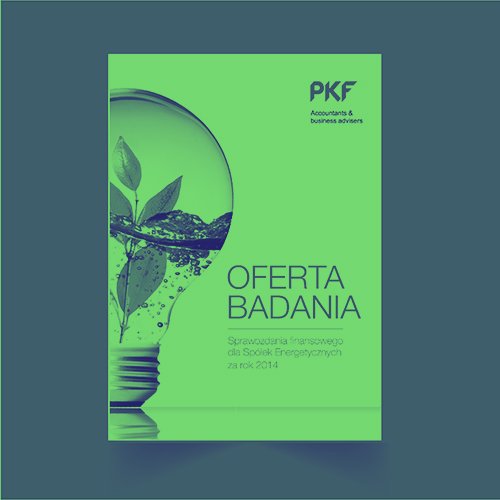 PKF
Accountants &
business advisers
OFERTA
BADANIA
Sprawozdania finansowego
dla Spółek Energetycznych
za rok 2014